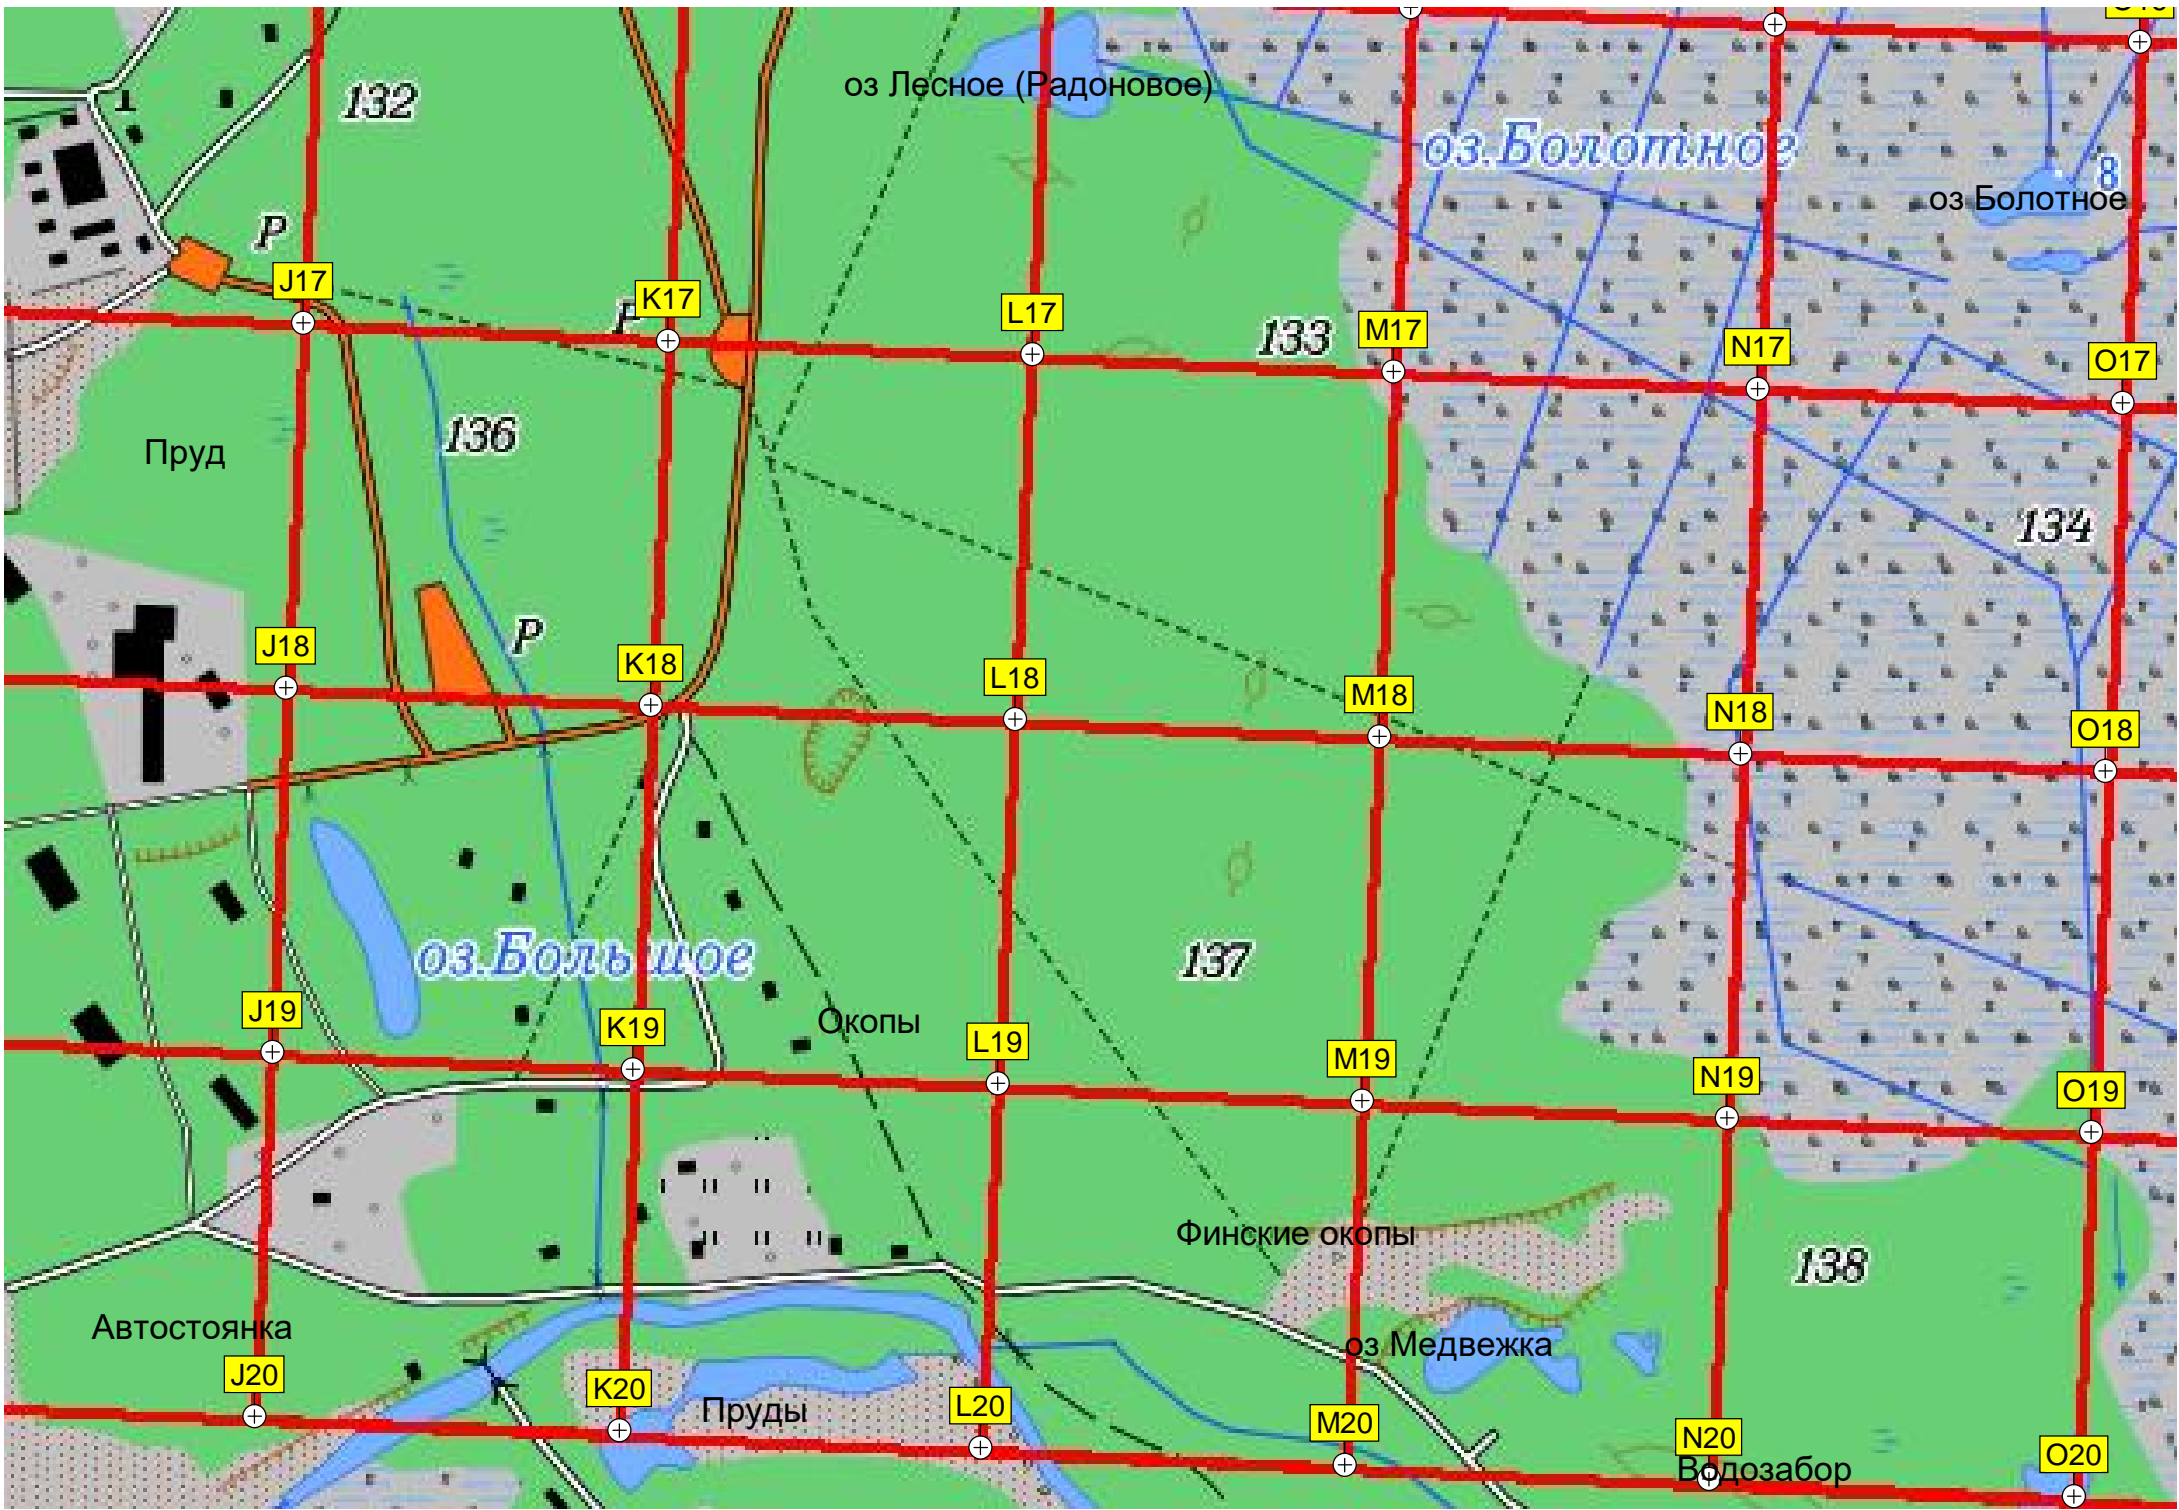 132
оз Лесное (Радоновое)
оз.Болотное
8
оз Болотное
P
J17
K17
P
L17
133
M17
N17
O17
136
Пруд
134
P
J18
K18
L18
M18
N18
O18
оз.Большое
137
J19
K19
Окопы
L19
M19
N19
O19
Финские окопы
138
Автостоянка
оз Медвежка
J20
K20
Пруды
L20
M20
N20
Водозабор
O20